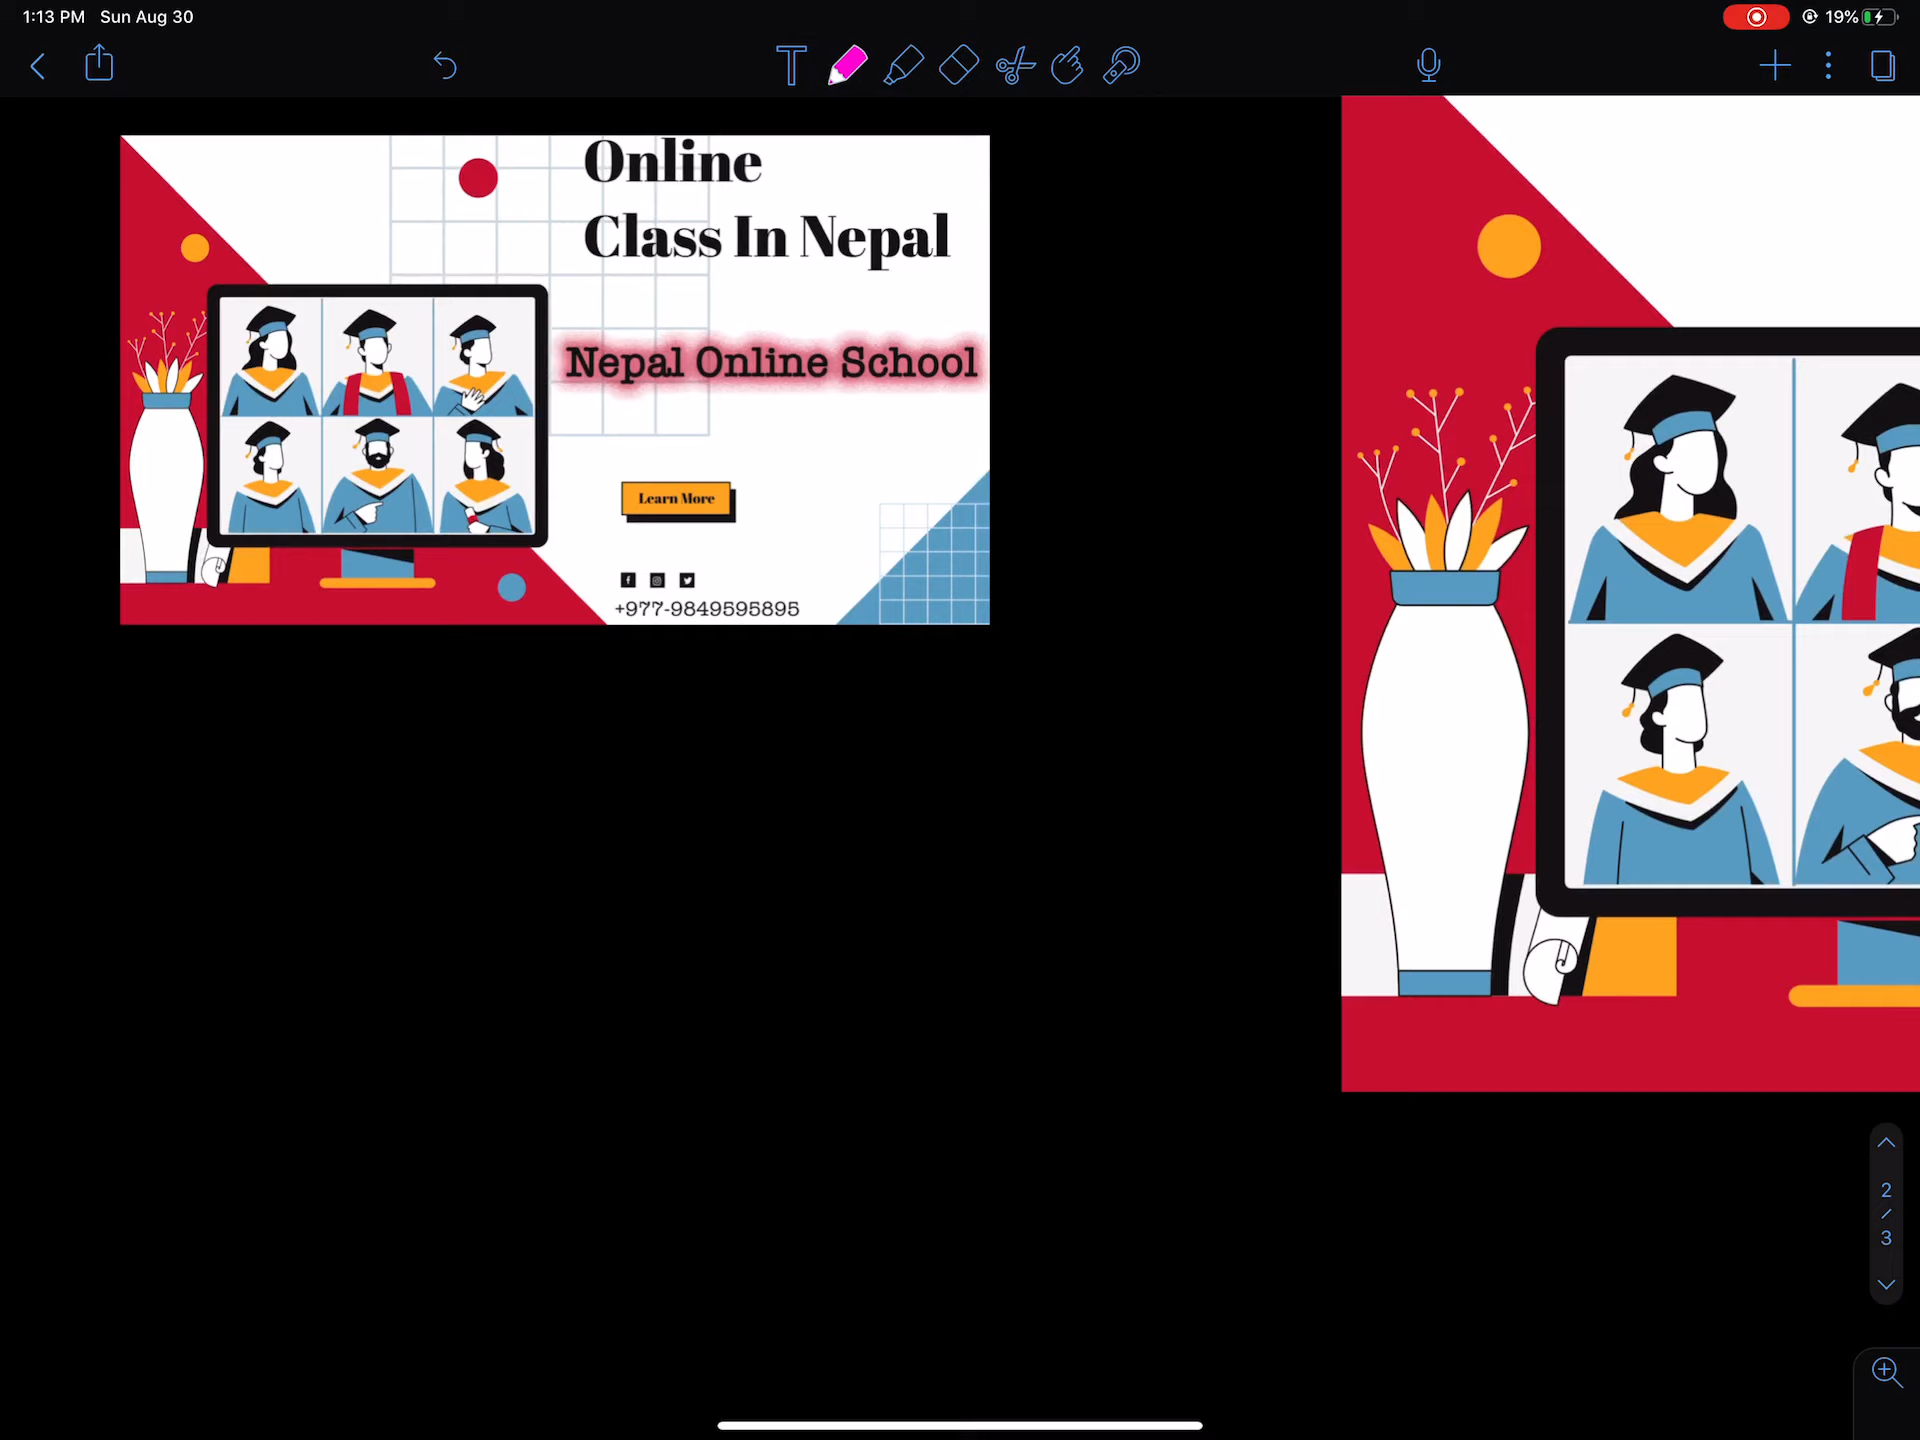 1:13 PM Sun Aug 30
19%
T
Online
Class In Nepal
Nepal Online School
Learn More
+977-9849595895
2
/
3